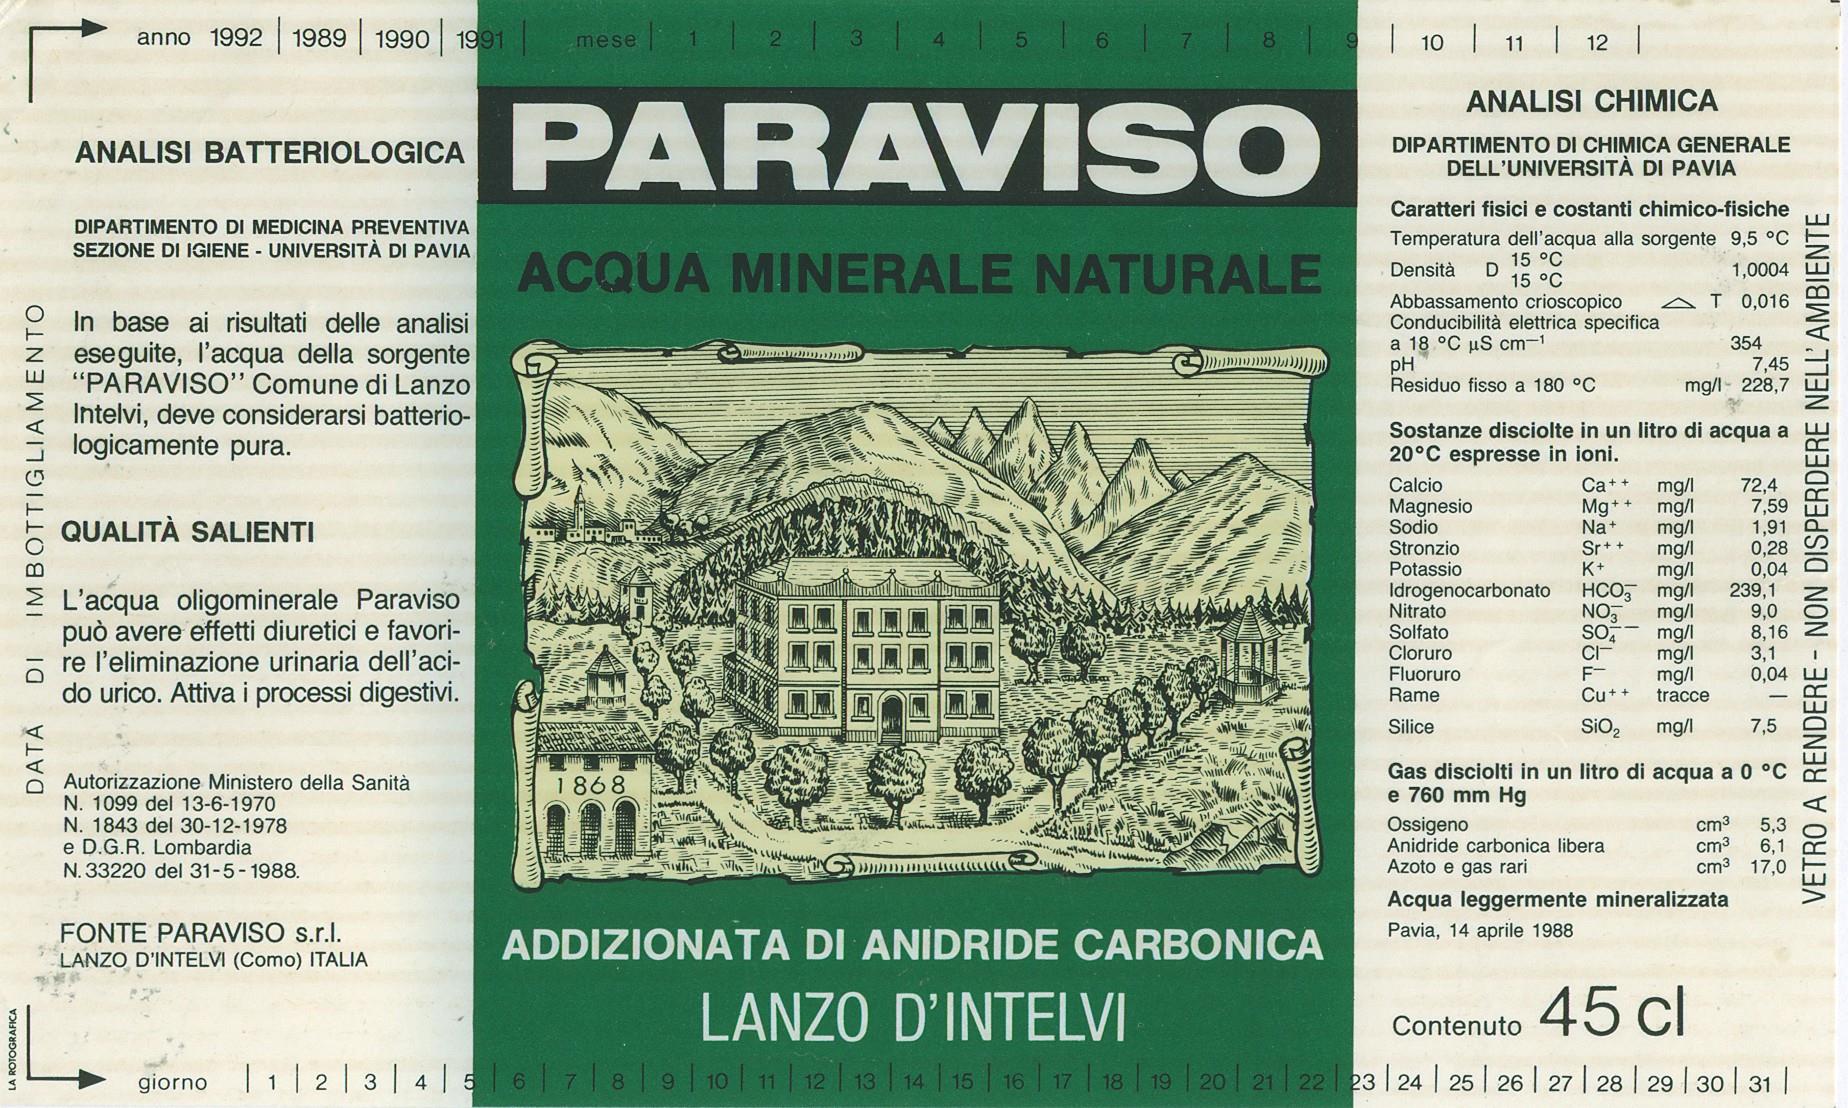 anno 1992 | 1989 | 1990 | 1991 | mese | 1 | 2 | 3 | 4 | 5 | 6 | 7 | 8 | 9 | 10 | 11 | 12 |
DATA DI IMBOTTIGLIAMENTO
ANALISI BATTERIOLOGICA
DIPARTIMENTO DI MEDICINA PREVENTIVA
SEZIONE DI IGIENE - UNIVERSITÀ DI PAVIA
In base ai risultati delle analisi
eseguite, l'acqua della sorgente
"PARAVISO" Comune di Lanzo
Intelvi, deve considerarsi batterio-
logicamente pura.
QUALITÀ SALIENTI
L'acqua oligominerale Paraviso
può avere effetti diuretici e favori-
re l'eliminazione urinaria dell'aci-
do urico. Attiva i processi digestivi.
Autorizzazione Ministero della Sanità
N. 1099 del 13-6-1970
N. 1843 del 30-12-1978
e D.G.R. Lombardia
N.33220 del 31-5-1988.
FONTE PARAVISO s.r.l.
LANZO D'INTELVI (Como) ITALIA
LA ROTOGRAFICA
PARAVISO
ACQUA MINERALE NATURALE
1868
ADDIZIONATA DI ANIDRIDE CARBONICA
LANZO D'INTELVI
ANALISI CHIMICA
DIPARTIMENTO DI CHIMICA GENERALE
DELL'UNIVERSITÀ DI PAVIA
Caratteri fisici e costanti chimico-fisiche
Temperatura dell'acqua alla sorgente 9,5 °C
Densità D 15 °C 15 °C 1,0004
Abbassamento crioscopico △ T 0,016
Conducibilità elettrica specifica
a 18 °C µS cm⁻¹ 354
pH 7,45
Residuo fisso a 180 °C mg/l 228,7
Sostanze disciolte in un litro di acqua a
20°C espresse in ioni.
Calcio Ca⁺⁺ mg/l 72,4
Magnesio Mg⁺⁺ mg/l 7,59
Sodio Na⁺ mg/l 1,91
Stronzio Sr⁺⁺ mg/l 0,28
Potassio K⁺ mg/l 0,04
Idrogenocarbonato HCO₃⁻ mg/l 239,1
Nitrato NO₃⁻ mg/l 9,0
Solfato SO₄⁻⁻ mg/l 8,16
Cloruro Cl⁻ mg/l 3,1
Fluoruro F⁻ mg/l 0,04
Rame Cu⁺⁺ tracce —
Silice SiO₂ mg/l 7,5
Gas disciolti in un litro di acqua a 0 °C
e 760 mm Hg
Ossigeno cm³ 5,3
Anidride carbonica libera cm³ 6,1
Azoto e gas rari cm³ 17,0
Acqua leggermente mineralizzata
Pavia, 14 aprile 1988
Contenuto 45 cl
VETRO A RENDERE - NON DISPERDERE NELL'AMBIENTE
giorno | 1 | 2 | 3 | 4 | 5 | 6 | 7 | 8 | 9 | 10 | 11 | 12 | 13 | 14 | 15 | 16 | 17 | 18 | 19 | 20 | 21 | 22 | 23 | 24 | 25 | 26 | 27 | 28 | 29 | 30 | 31 |